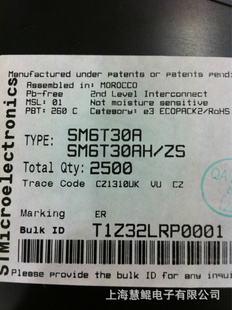 Manufactured under patents or patents pend
Assembled in: MOROCCO
Pb-free 2nd Level Interconnect
MSL: 01 Not moisture sensitive
PBT: 260 C Category: e3 ECOPACK2/RoHS
STMicroelectronics
TYPE: SM6T30A
SM6T30AH/ZS
Total Qty: 2500
Trace Code CZ1310UK VU CZ
Marking ER
Bulk ID T1Z32LRP0001
Please provide the bulk ID for any inqui
上海慧鲲电子有限公司